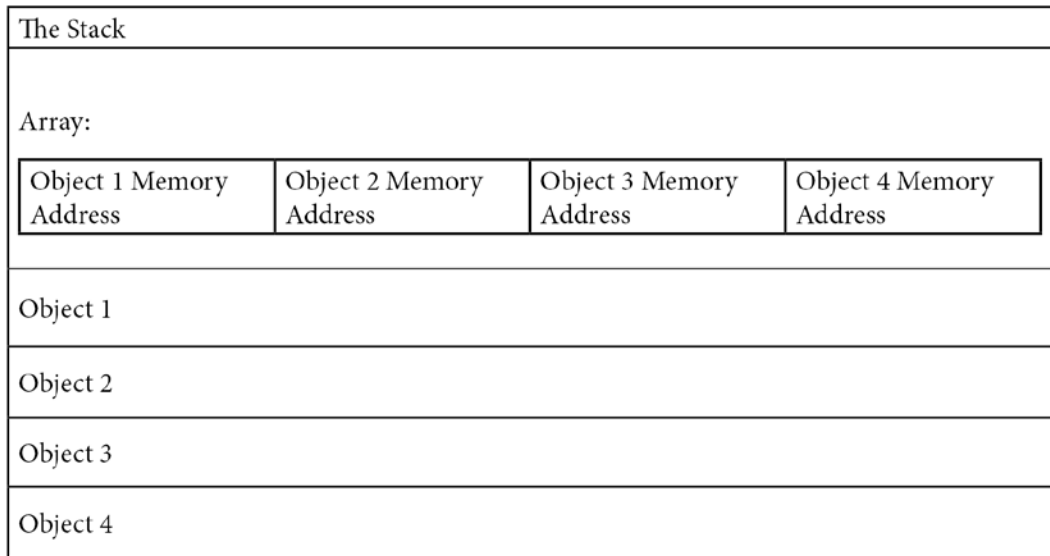 The Stack
Array:
Object 1 Memory
Address
Object 2 Memory
Address
Object 3 Memory
Address
Object 4 Memory
Address
Object 1
Object 2
Object 3
Object 4